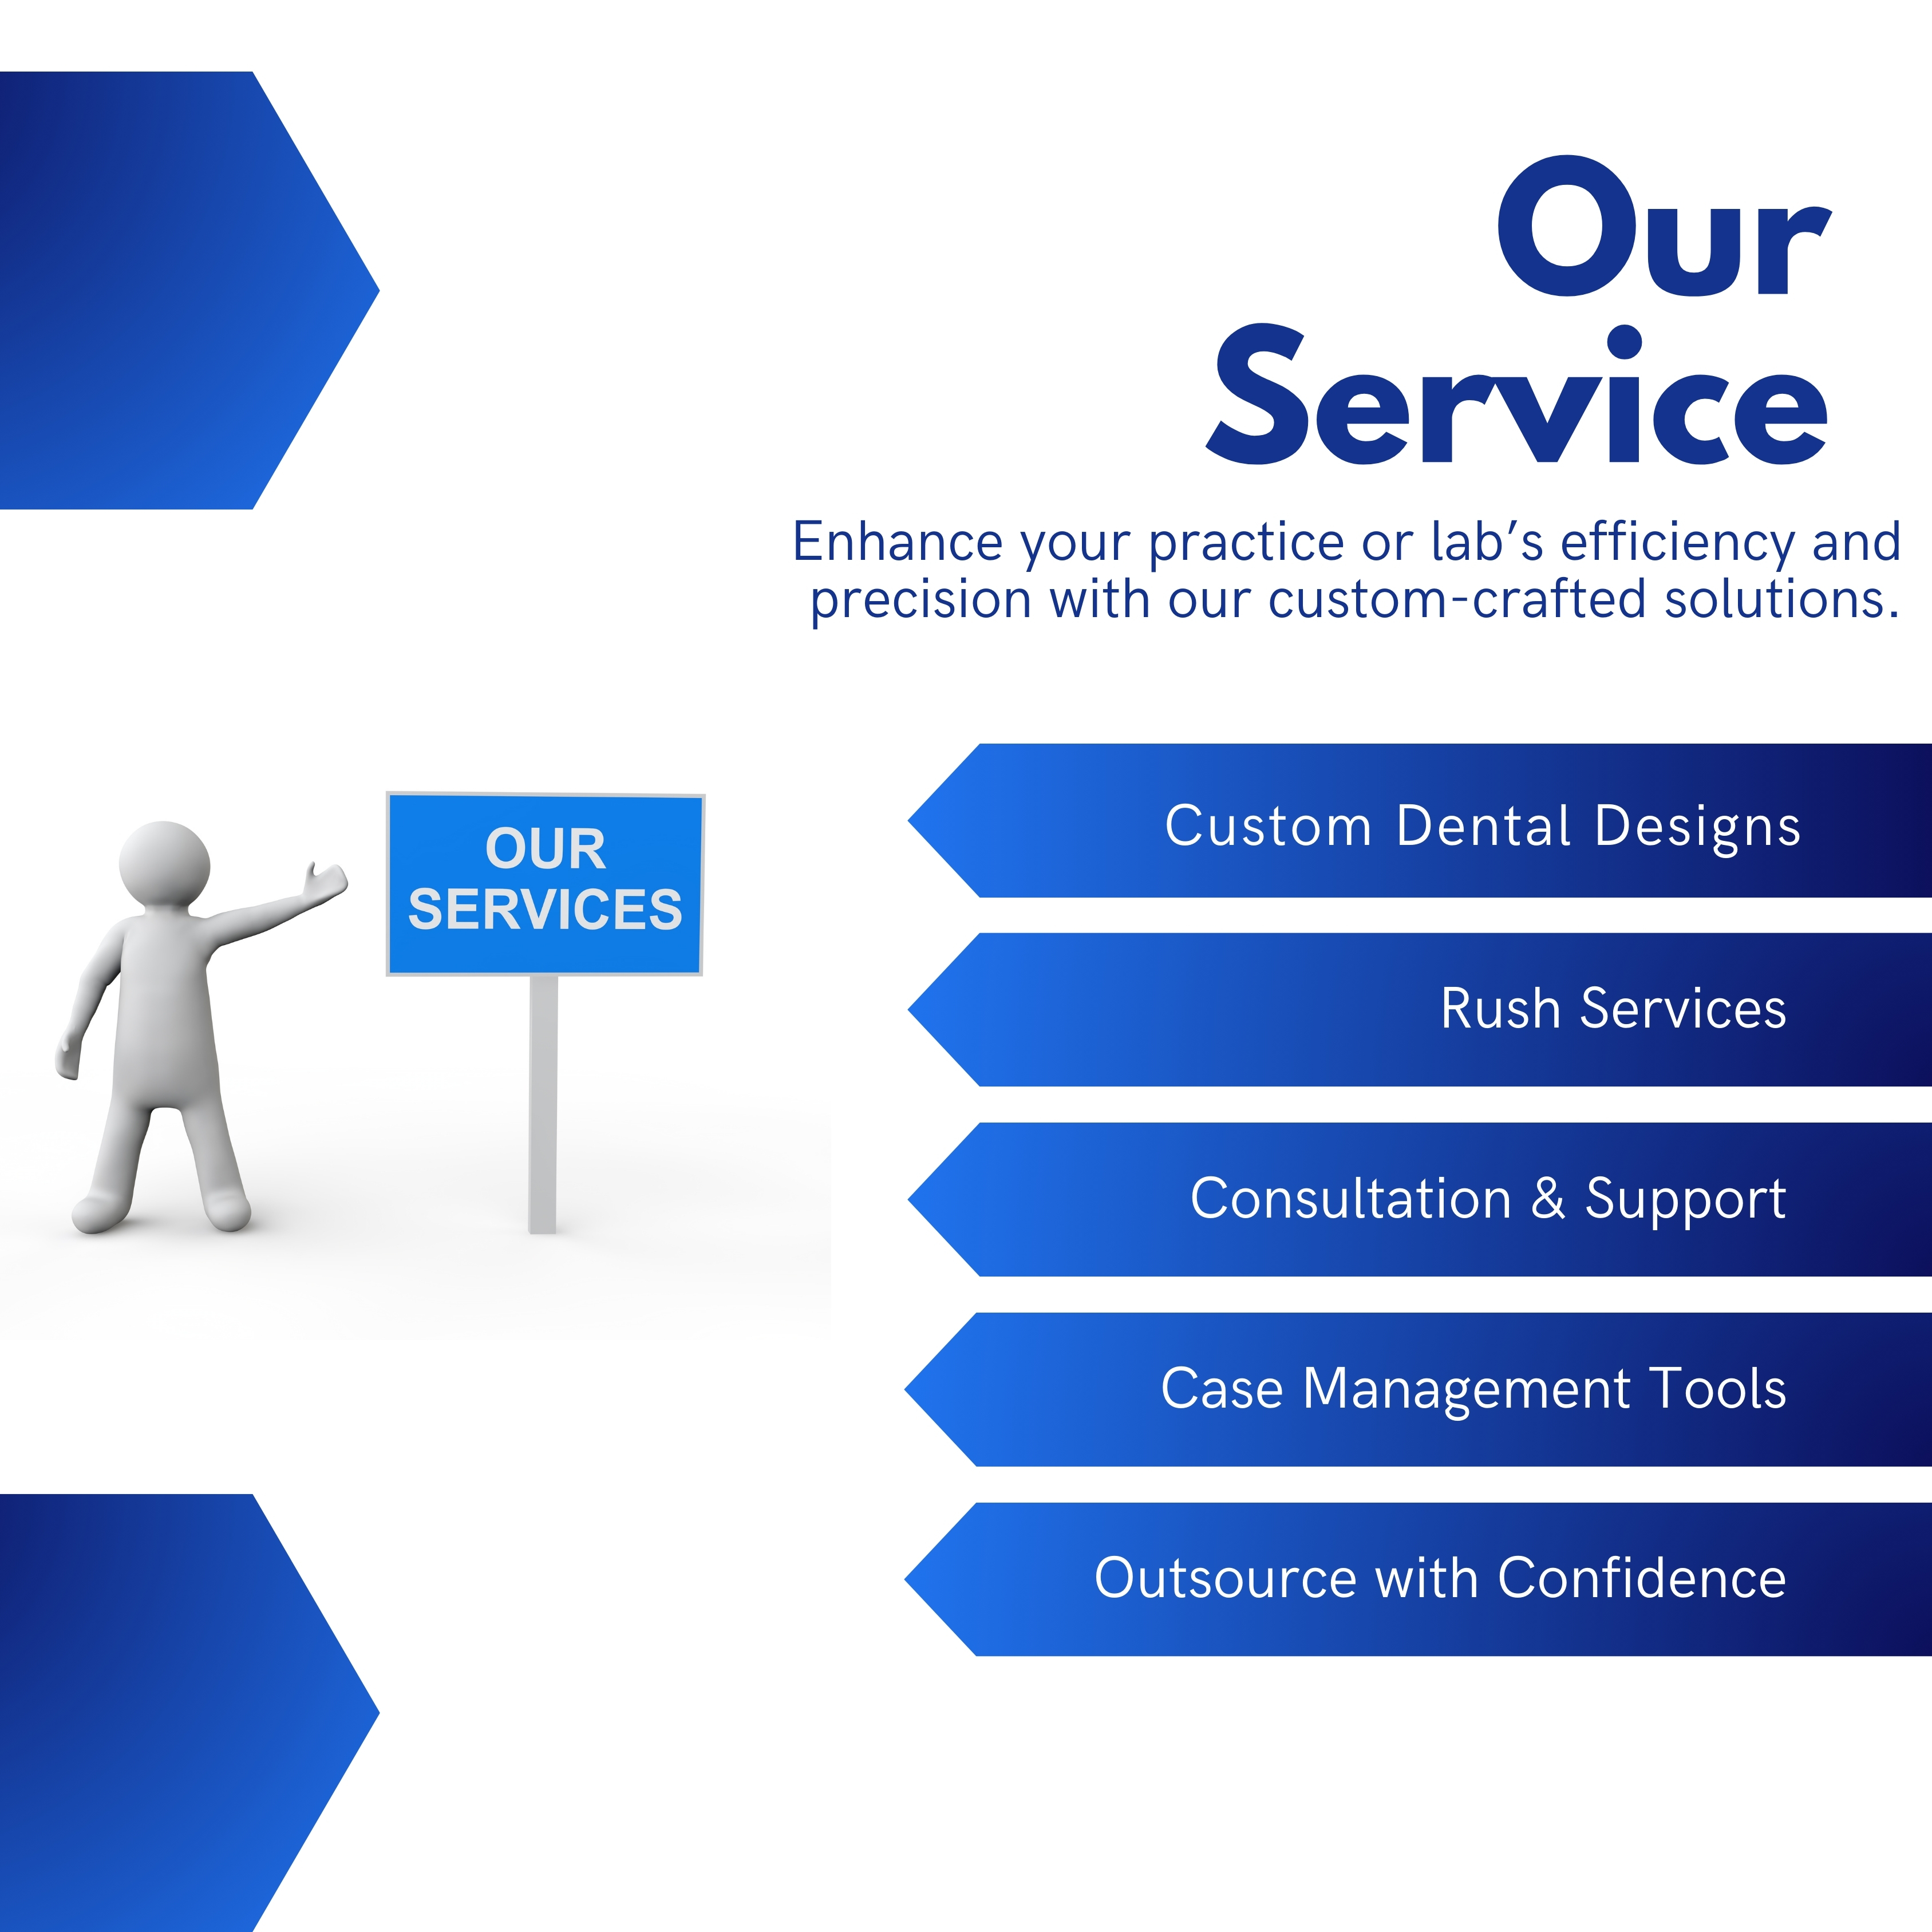 Our
Service
Enhance your practice or lab’s efficiency and
precision with our custom-crafted solutions.
OUR
SERVICES
Custom Dental Designs
Rush Services
Consultation & Support
Case Management Tools
Outsource with Confidence